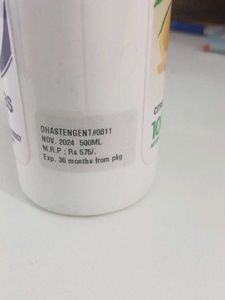 DHASTENGENT#0811
NOV. 2024 500ML
M.R.P : Rs 575/.
Exp. 36 months from pkg